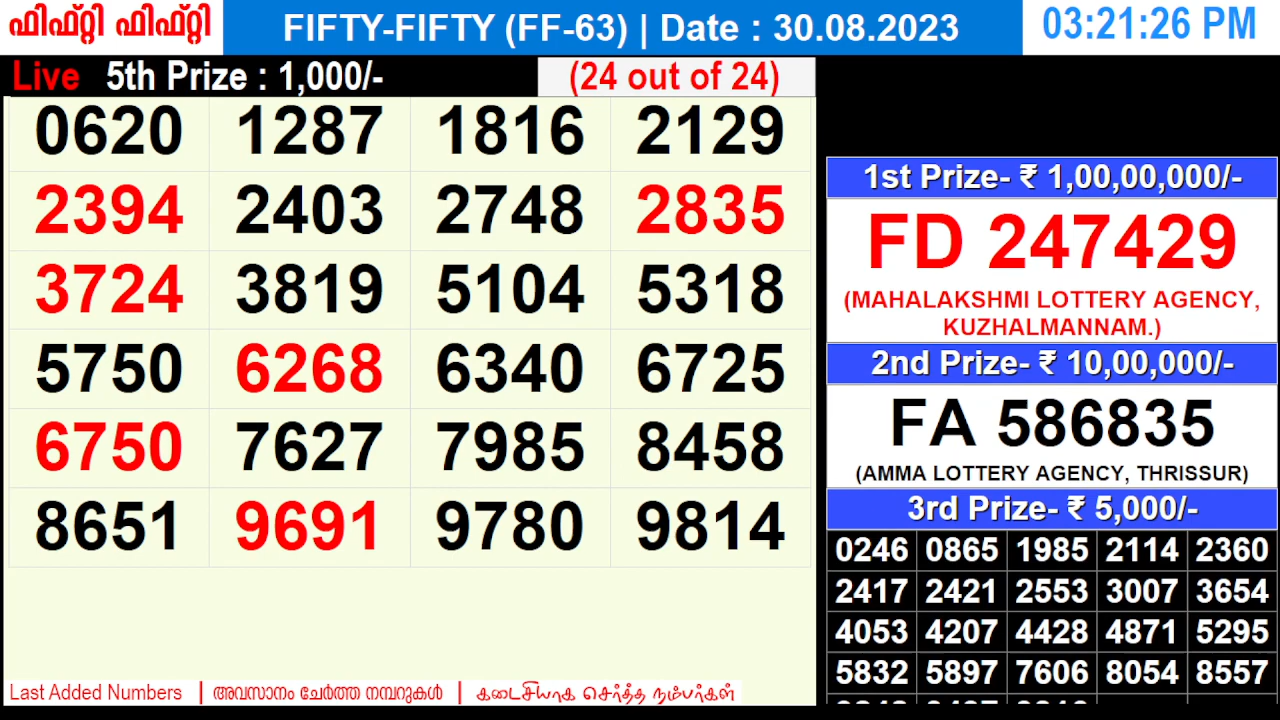 ഫിഫ്റ്റി ഫിഫ്റ്റി
FIFTY-FIFTY (FF-63) | Date : 30.08.2023
03:21:26 PM
Live 5th Prize : 1,000/- (24 out of 24)
0620 1287 1816 2129
2394 2403 2748 2835
3724 3819 5104 5318
5750 6268 6340 6725
6750 7627 7985 8458
8651 9691 9780 9814
Last Added Numbers | അവസാനം ചേർത്ത നമ്പറുകൾ | கடைசியாக சேர்த்த நம்பர்கள்
1st Prize- ₹ 1,00,00,000/-
FD 247429
(MAHALAKSHMI LOTTERY AGENCY,
KUZHALMANNAM.)
2nd Prize- ₹ 10,00,000/-
FA 586835
(AMMA LOTTERY AGENCY, THRISSUR)
3rd Prize- ₹ 5,000/-
0246 0865 1985 2114 2360
2417 2421 2553 3007 3654
4053 4207 4428 4871 5295
5832 5897 7606 8054 8557